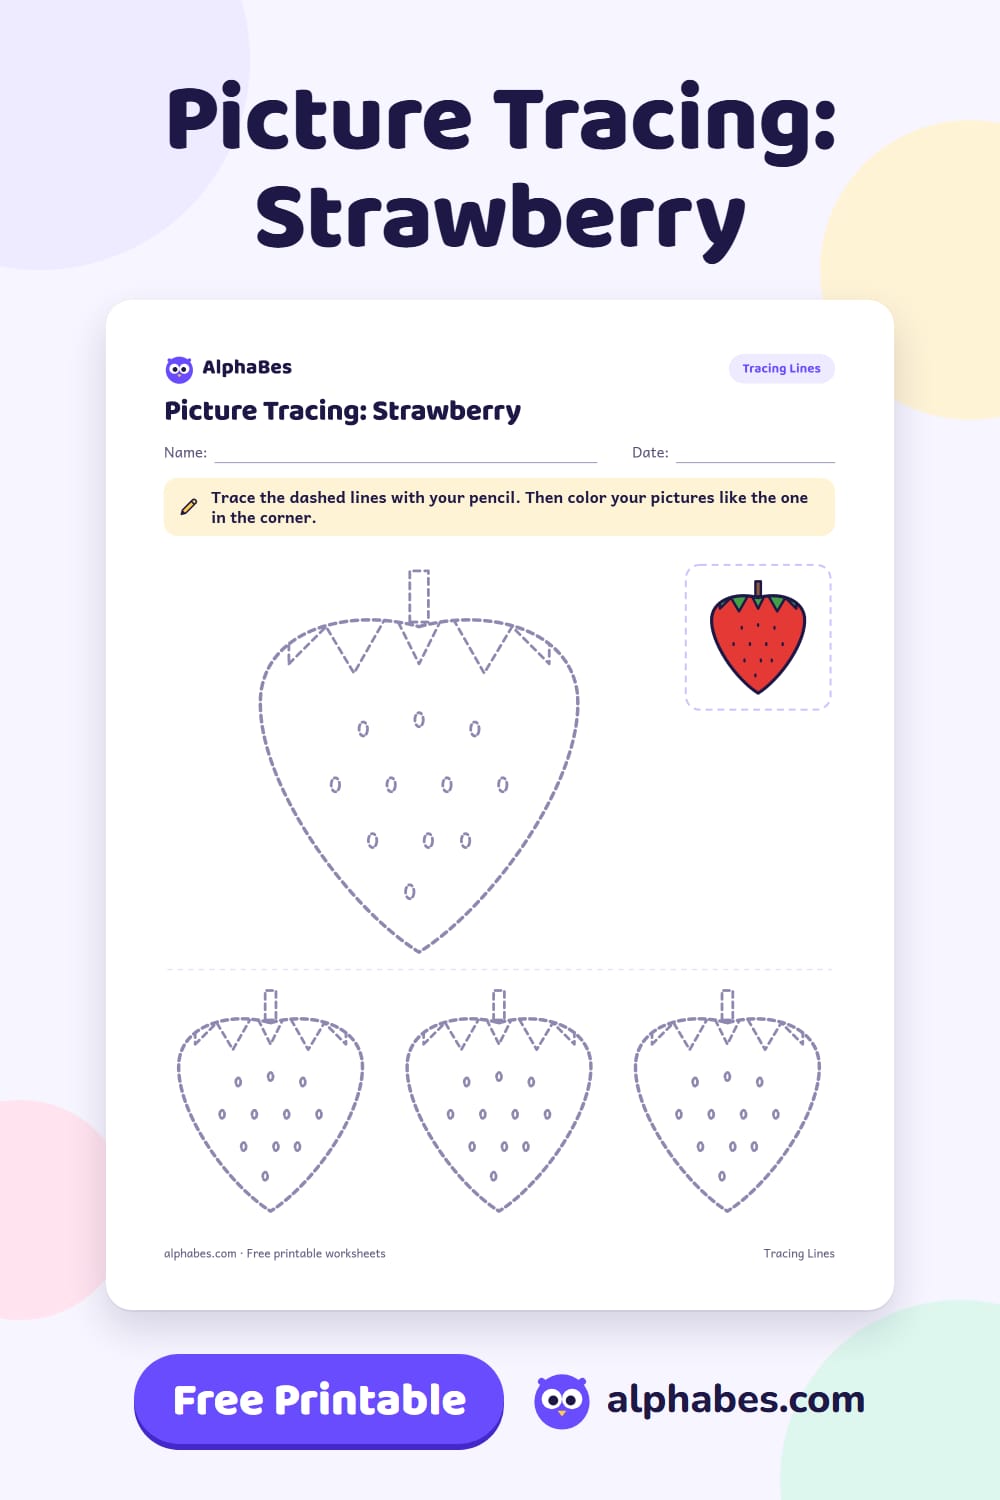 Picture Tracing:
Strawberry
AlphaBes
Tracing Lines
Picture Tracing: Strawberry
Name:
Date:
Trace the dashed lines with your pencil. Then color your pictures like the one
in the corner.
alphabes.com · Free printable worksheets
Tracing Lines
Free Printable
alphabes.com